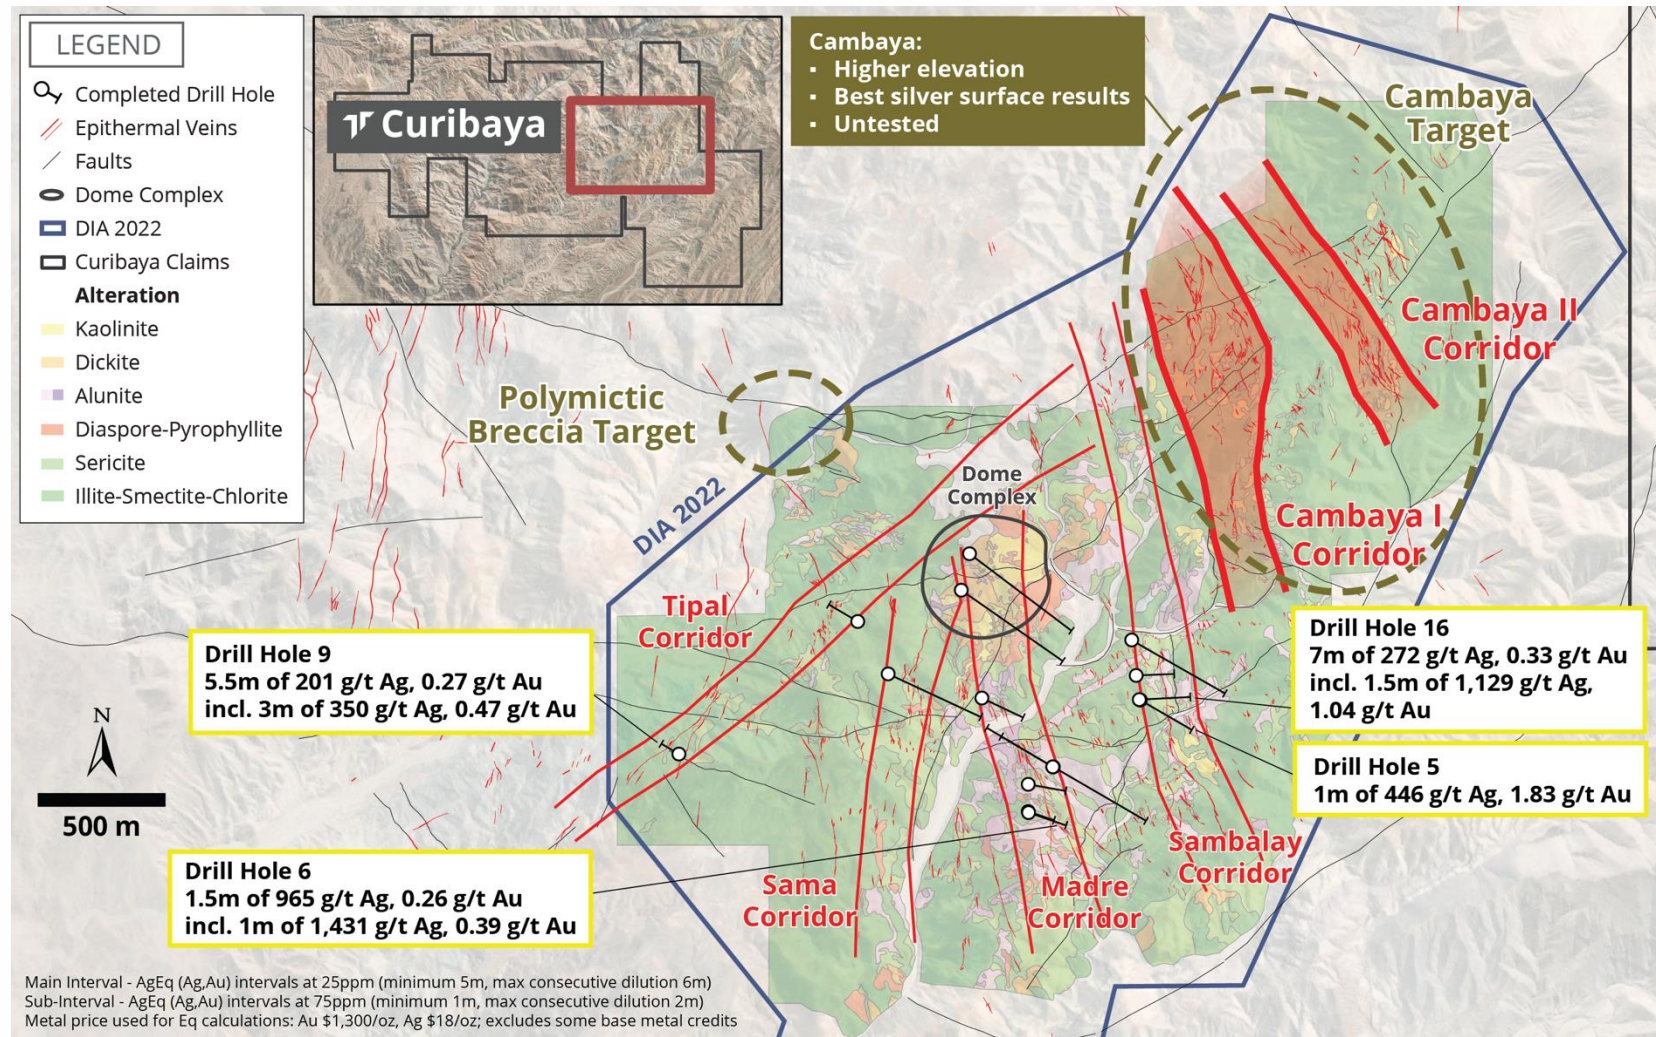 LEGEND
Completed Drill Hole
Epithermal Veins
Faults
Dome Complex
DIA 2022
Curibaya Claims
Alteration
Kaolinite
Dickite
Alunite
Diaspore-Pyrophyllite
Sericite
Illite-Smectite-Chlorite
Curibaya
Cambaya:
▪ Higher elevation
▪ Best silver surface results
▪ Untested
Cambaya
Target
Cambaya II
Corridor
Polymictic
Breccia Target
DIA 2022
Dome
Complex
Cambaya I
Corridor
Tipal
Corridor
Drill Hole 9
5.5m of 201 g/t Ag, 0.27 g/t Au
incl. 3m of 350 g/t Ag, 0.47 g/t Au
Drill Hole 16
7m of 272 g/t Ag, 0.33 g/t Au
incl. 1.5m of 1,129 g/t Ag,
1.04 g/t Au
Drill Hole 5
1m of 446 g/t Ag, 1.83 g/t Au
N
500 m
Drill Hole 6
1.5m of 965 g/t Ag, 0.26 g/t Au
incl. 1m of 1,431 g/t Ag, 0.39 g/t Au
Sama
Corridor
Madre
Corridor
Sambalay
Corridor
Main Interval - AgEq (Ag,Au) intervals at 25ppm (minimum 5m, max consecutive dilution 6m)
Sub-Interval - AgEq (Ag,Au) intervals at 75ppm (minimum 1m, max consecutive dilution 2m)
Metal price used for Eq calculations: Au $1,300/oz, Ag $18/oz; excludes some base metal credits